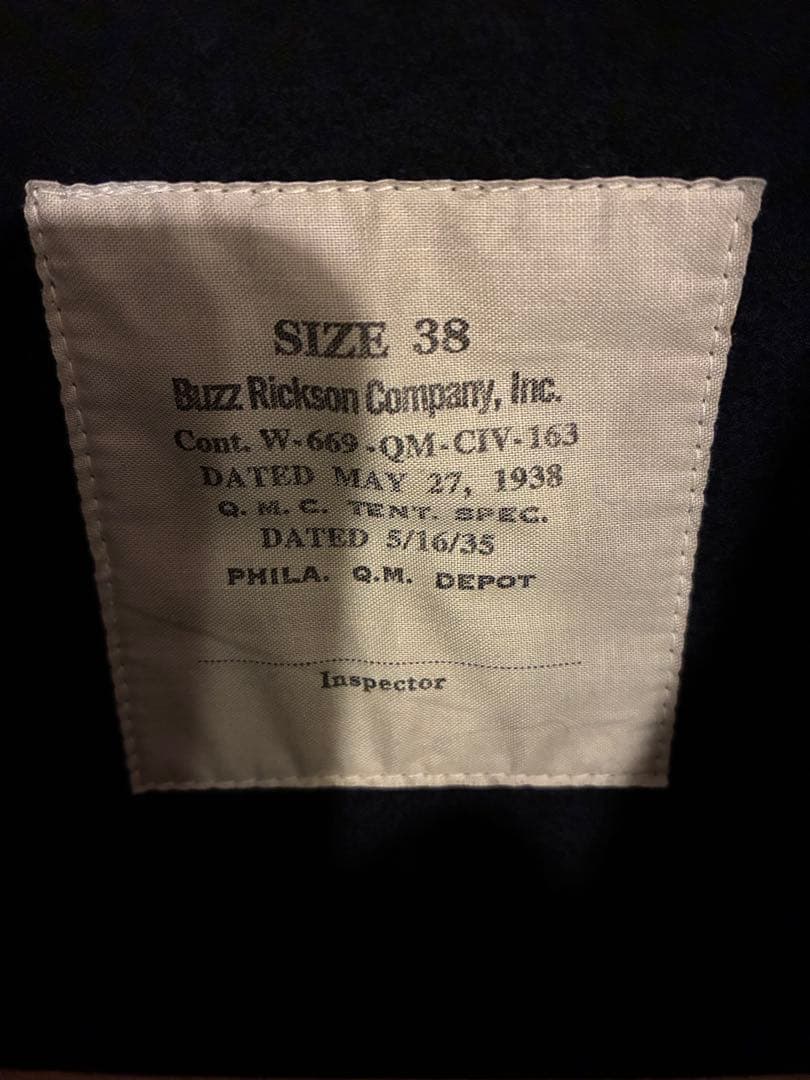 SIZE 38
Buzz Rickson Company, Inc.
Cont. W-669-QM-CIV-163
DATED MAY 27, 1938
Q. M. C. TENT. SPEC.
DATED 5/16/35
PHILA. Q.M. DEPOT
Inspector